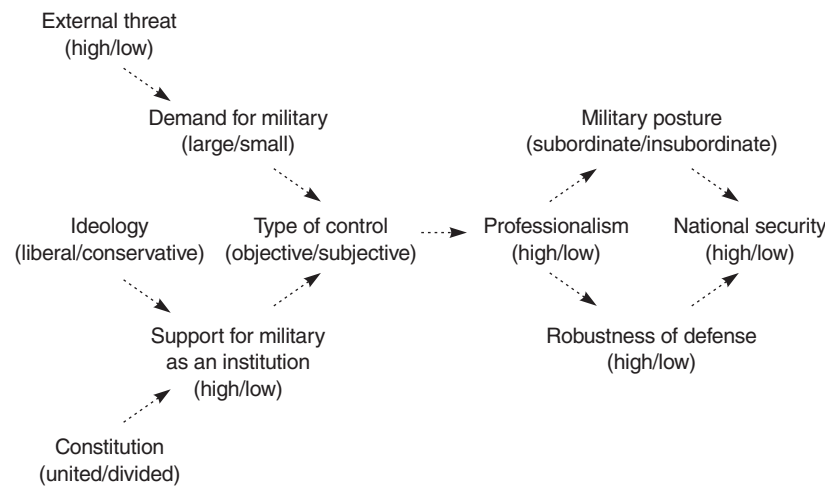 External threat
(high/low)
Demand for military
(large/small)
Military posture
(subordinate/insubordinate)
Ideology
(liberal/conservative)
Type of control
(objective/subjective)
Professionalism
(high/low)
National security
(high/low)
Support for military
as an institution
(high/low)
Robustness of defense
(high/low)
Constitution
(united/divided)